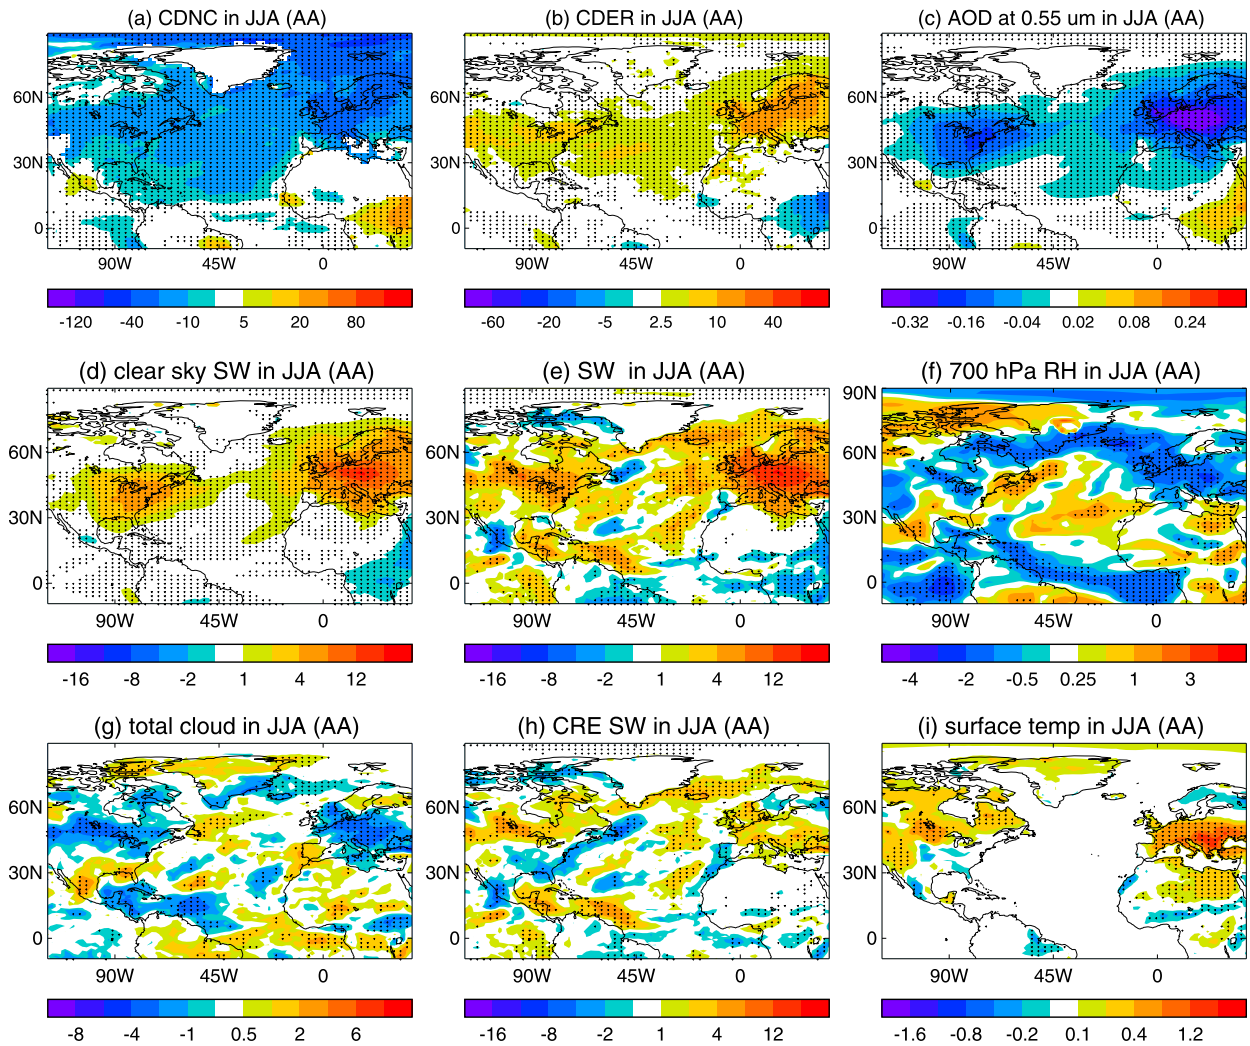 (a) CDNC in JJA (AA)
(b) CDER in JJA (AA)
(c) AOD at 0.55 um in JJA (AA)
60N
30N
0
90W 45W 0
-120 -40 -10 5 20 80
60N
30N
0
90W 45W 0
-60 -20 -5 2.5 10 40
60N
30N
0
90W 45W 0
-0.32 -0.16 -0.04 0.02 0.08 0.24
(d) clear sky SW in JJA (AA)
(e) SW in JJA (AA)
(f) 700 hPa RH in JJA (AA)
60N
30N
0
90W 45W 0
-16 -8 -2 1 4 12
60N
30N
0
90W 45W 0
-16 -8 -2 1 4 12
90N
60N
30N
0
90W 45W 0
-4 -2 -0.5 0.25 1 3
(g) total cloud in JJA (AA)
(h) CRE SW in JJA (AA)
(i) surface temp in JJA (AA)
60N
30N
0
90W 45W 0
-8 -4 -1 0.5 2 6
60N
30N
0
90W 45W 0
-16 -8 -2 1 4 12
60N
30N
0
90W 45W 0
-1.6 -0.8 -0.2 0.1 0.4 1.2